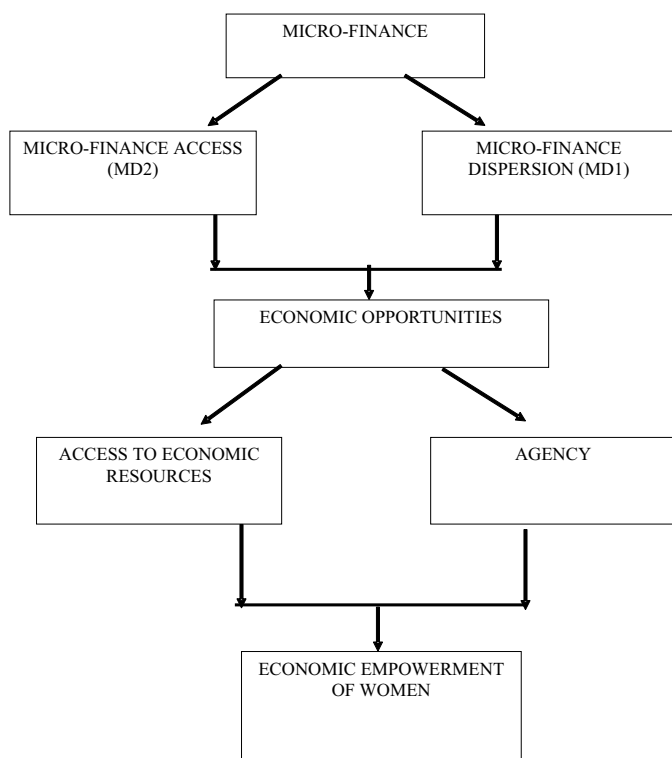 MICRO-FINANCE
MICRO-FINANCE ACCESS
(MD2)
MICRO-FINANCE
DISPERSION (MD1)
ECONOMIC OPPORTUNITIES
ACCESS TO ECONOMIC
RESOURCES
AGENCY
ECONOMIC EMPOWERMENT
OF WOMEN